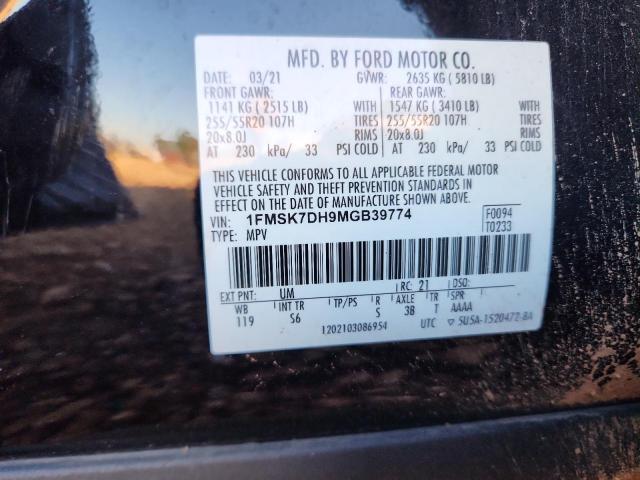 MFD. BY FORD MOTOR CO.
DATE: 03/21 GVWR: 2635 KG ( 5810 LB)
FRONT GAWR: REAR GAWR:
1141 KG ( 2515 LB) WITH 1547 KG ( 3410 LB) WITH
255/55R20 107H TIRES 255/55R20 107H TIRES
20x8.0J RIMS 20x8.0J RIMS
AT 230 kPa/ 33 PSI COLD AT 230 kPa/ 33 PSI COLD
THIS VEHICLE CONFORMS TO ALL APPLICABLE FEDERAL MOTOR
VEHICLE SAFETY AND THEFT PREVENTION STANDARDS IN
EFFECT ON THE DATE OF MANUFACTURE SHOWN ABOVE.
VIN: 1FMSK7DH9MGB39774 F0094
TYPE: MPV T0233
EXT PNT: UM RC: 21 DSO:
WB INT TR TP/PS R AXLE TR SPR
119 S6 S 3B T AAAA
1202103086954 UTC ▽ 5U5A-1520472-BA